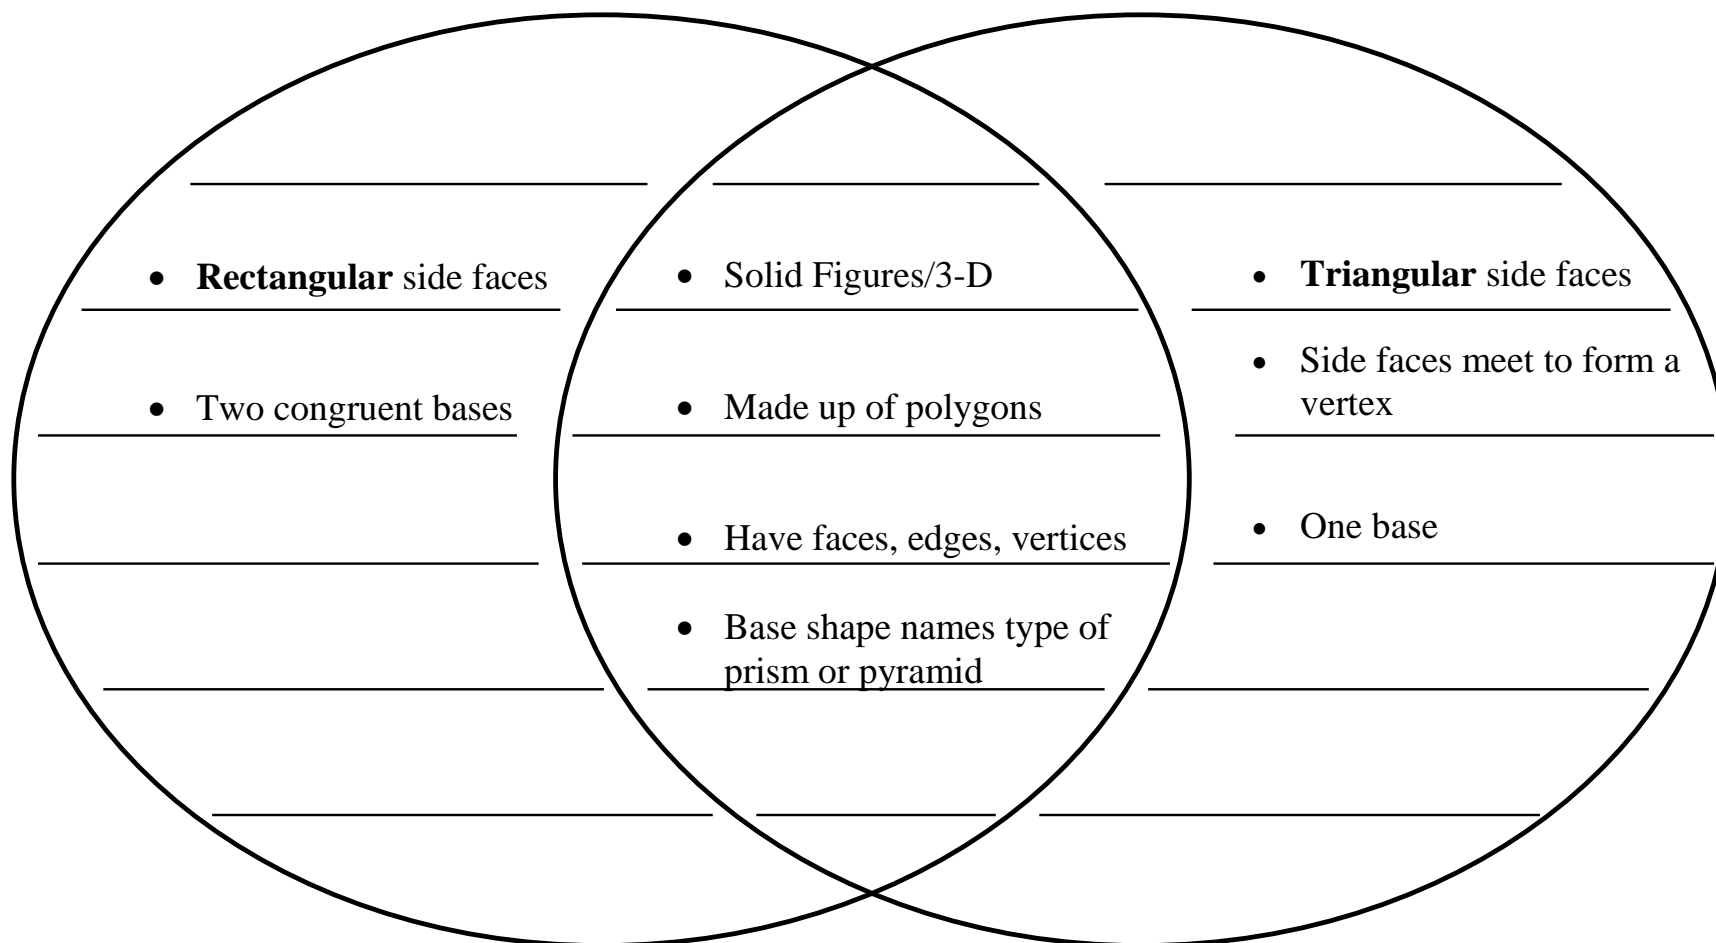 • Rectangular side faces
• Two congruent bases
• Solid Figures/3-D
• Made up of polygons
• Have faces, edges, vertices
• Base shape names type of
prism or pyramid
• Triangular side faces
• Side faces meet to form a
vertex
• One base